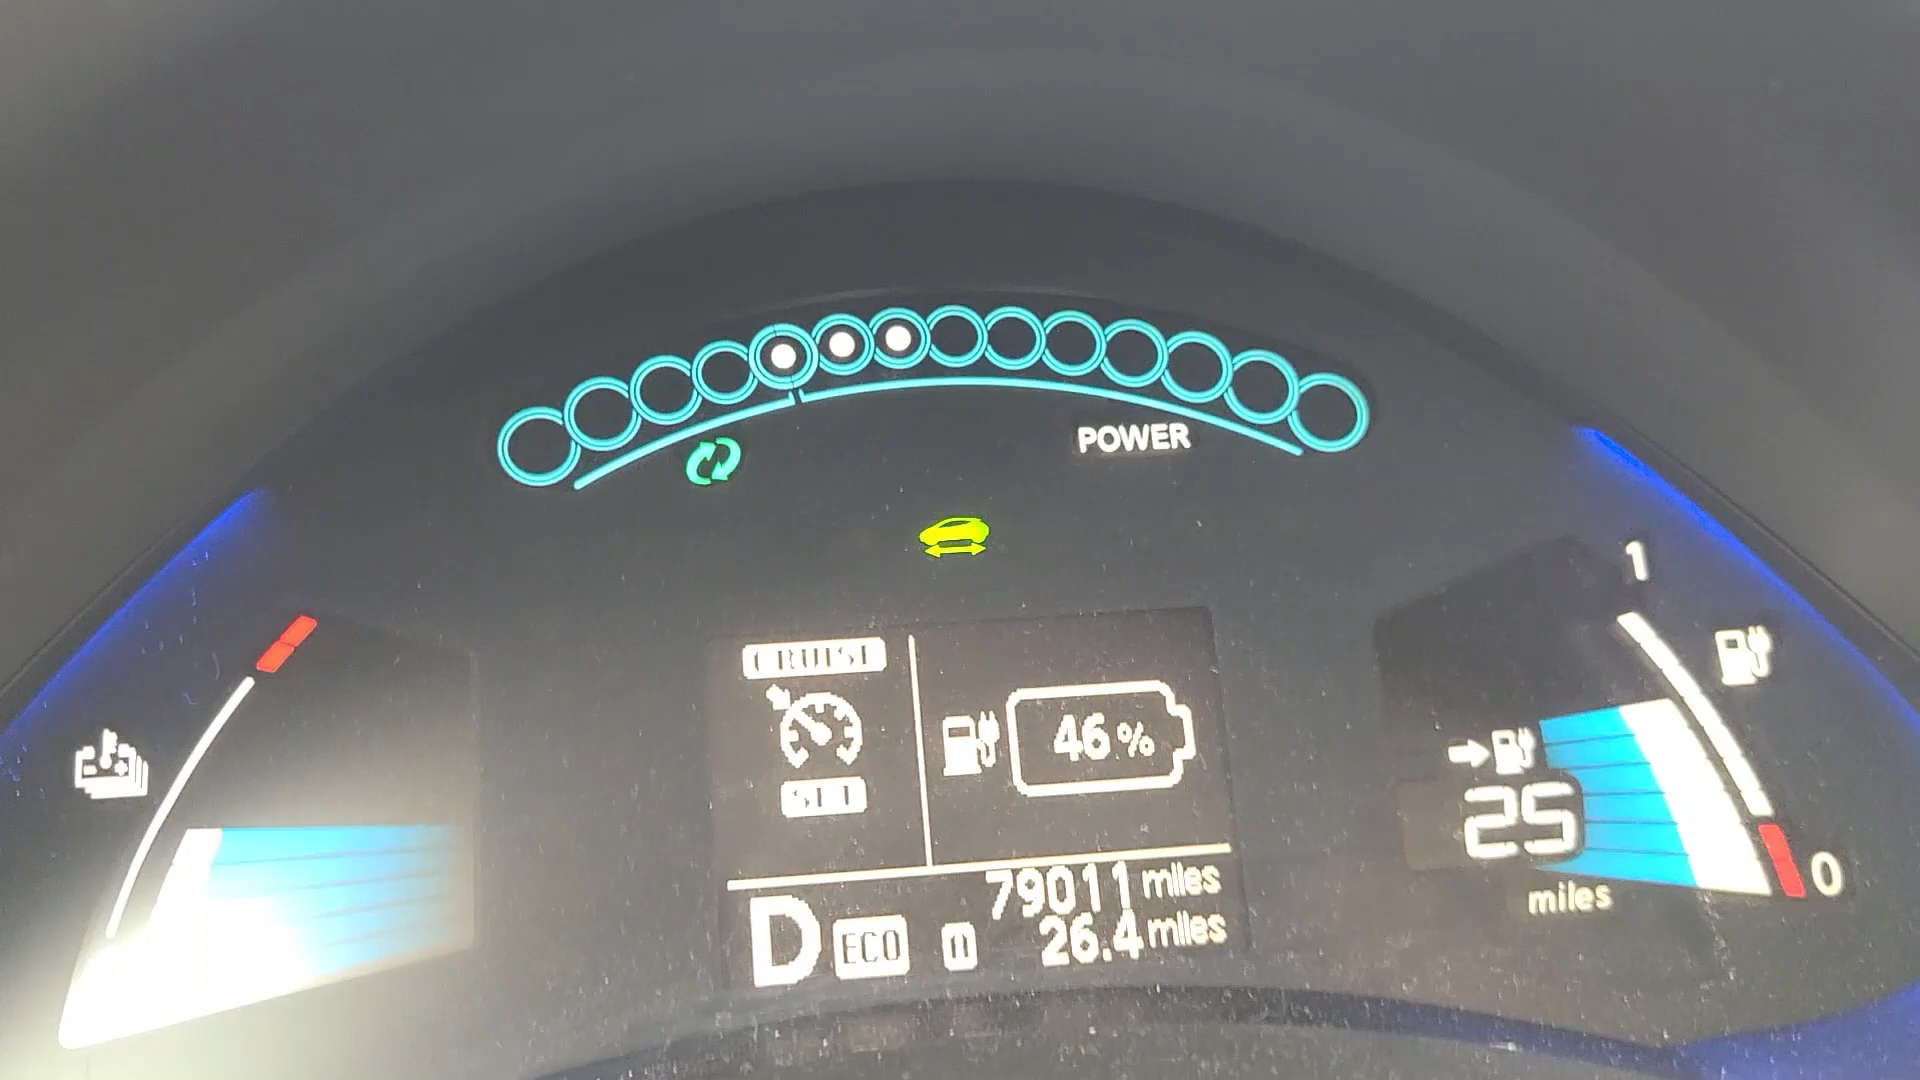 POWER
1
CRUISE
46%
SET
25
0
miles
79011 miles
D ECO 26.4 miles